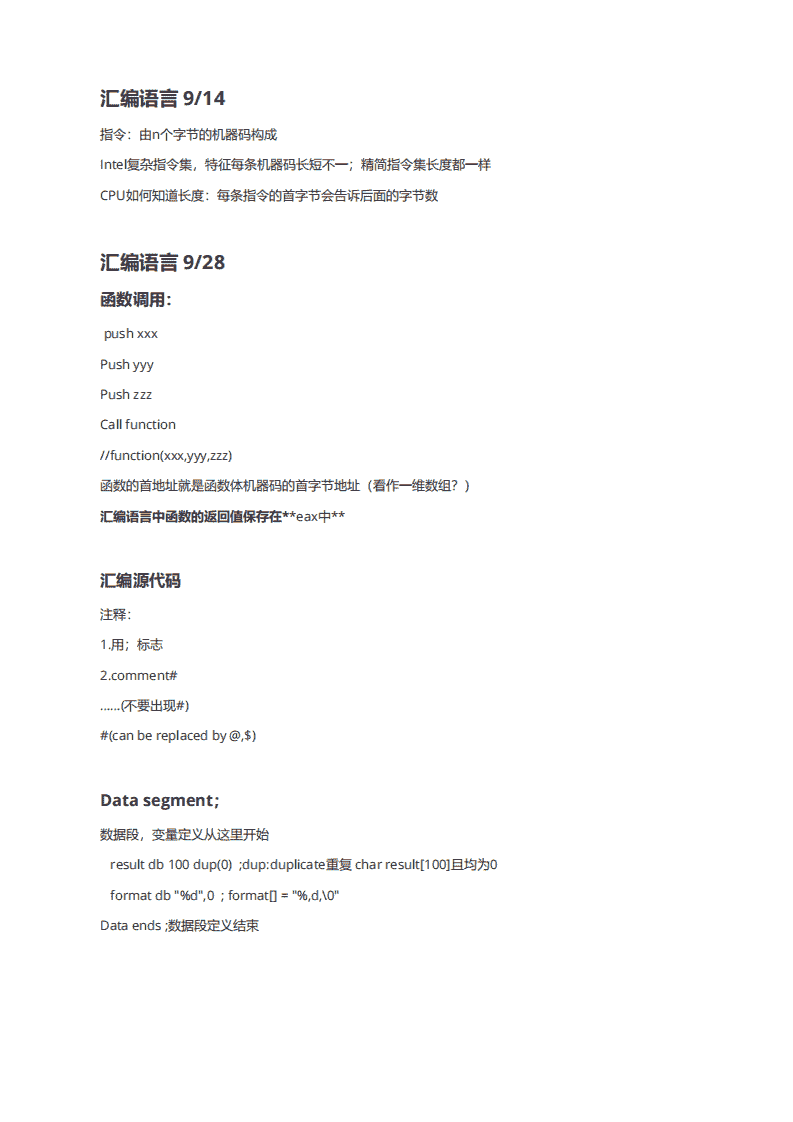 汇编语言 9/14
指令：由n个字节的机器码构成
Intel复杂指令集，特征每条机器码长短不一；精简指令集长度都一样
CPU如何知道长度：每条指令的首字节会告诉后面的字节数
汇编语言 9/28
函数调用：
push xxx
Push yyy
Push zzz
Call function
//function(xxx,yyy,zzz)
函数的首地址就是函数体机器码的首字节地址（看作一维数组？）
汇编语言中函数的返回值保存在**eax中**
汇编源代码
注释：
1.用；标志
2.comment#
......(不要出现#)
#(can be replaced by @,$)
Data segment；
数据段，变量定义从这里开始
result db 100 dup(0) ;dup:duplicate重复 char result[100]且均为0
format db "%d",0 ; format[] = "%,d,\0"
Data ends ;数据段定义结束